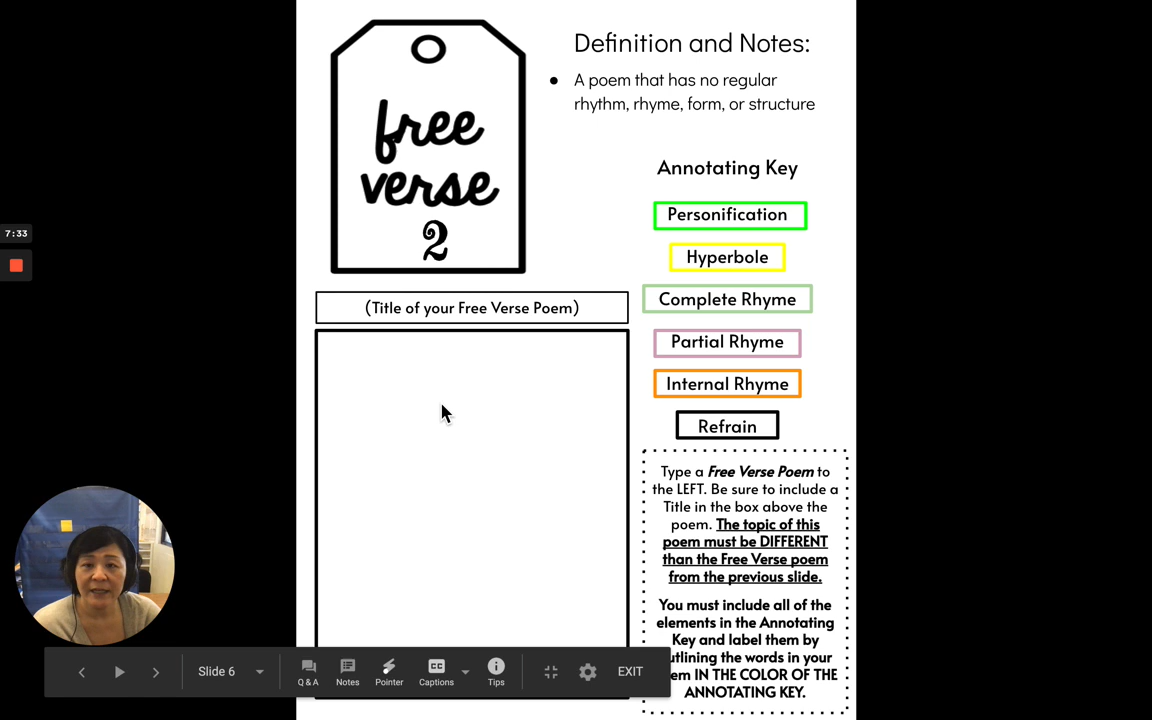 free
verse
2
Definition and Notes:
● A poem that has no regular
rhythm, rhyme, form, or structure
Annotating Key
Personification
Hyperbole
Complete Rhyme
Partial Rhyme
Internal Rhyme
Refrain
(Title of your Free Verse Poem)
Type a Free Verse Poem to
the LEFT. Be sure to include a
Title in the box above the
poem. The topic of this
poem must be DIFFERENT
than the Free Verse poem
from the previous slide.
You must include all of the
elements in the Annotating
Key and label them by
utlining the words in your
em IN THE COLOR OF THE
ANNOTATING KEY.
7:33
Slide 6
Q & A
Notes
Pointer
CC
Captions
Tips
EXIT